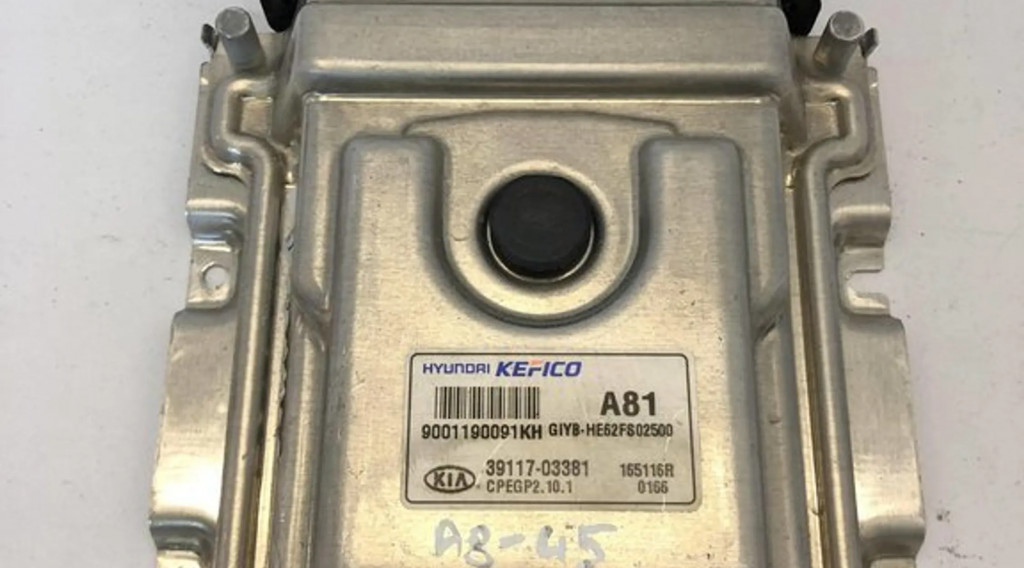 HYUNDAI KEFICO
A81
9001190091KH GIYB-HE62FS02500
39117-03381 165116R
KIA CPEGP2.10.1 0166
A8-45